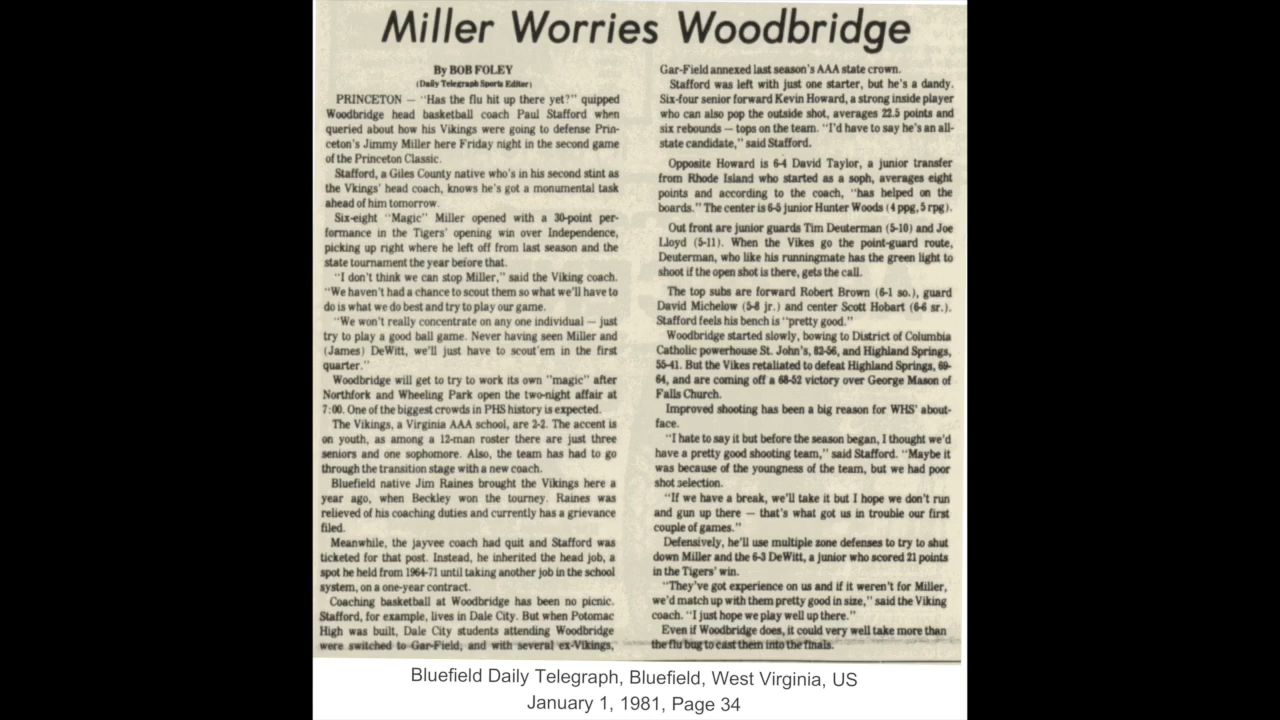 Miller Worries Woodbridge
By BOB FOLEY
(Daily Telegraph Sports Editor)
PRINCETON — "Has the flu hit up there yet?" quipped
Woodbridge head basketball coach Paul Stafford when
queried about how his Vikings were going to defense Prin-
ceton's Jimmy Miller here Friday night in the second game
of the Princeton Classic.
Stafford, a Giles County native who's in his second stint as
the Vkings' head coach, knows he's got a monumental task
ahead of him tomorrow.
Six-eight "Magic" Miller opened with a 30-point per-
formance in the Tigers' opening win over Independence,
picking up right where he left off from last season and the
state tournament the year before that.
"I don't think we can stop Miller," said the Viking coach.
"We haven't had a chance to scout them so what we'll have to
do is what we do best and try to play our game.
"We won't really concentrate on any one individual — just
try to play a good ball game. Never having seen Miller and
(James) DeWitt, we'll just have to scout'em in the first
quarter."
Woodbridge will get to try to work its own "magic" after
Northfork and Wheeling Park open the two-night affair at
7:00. One of the biggest crowds in PHS history is expected.
The Vikings, a Virginia AAA school, are 2-2. The accent is
on youth, as among a 12-man roster there are just three
seniors and one sophomore. Also, the team has had to go
through the transition stage with a new coach.
Bluefield native Jim Raines brought the Vikings here a
year ago, when Beckley won the tourney. Raines was
relieved of his coaching duties and currently has a grievance
filed.
Meanwhile, the jayvee coach had quit and Stafford was
ticketed for that post. Instead, he inherited the head job, a
spot he held from 1964-71 until taking another job in the school
system, on a one-year contract.
Coaching basketball at Woodbridge has been no picnic.
Stafford, for example, lives in Dale City. But when Potomac
High was built, Dale City students attending Woodbridge
were switched to Gar-Field, and with several ex-Vikings,
Gar-Field annexed last season's AAA state crown.
Stafford was left with just one starter, but he's a dandy.
Six-four senior forward Kevin Howard, a strong inside player
who can also pop the outside shot, averages 22.5 points and
six rebounds — tops on the team. "I'd have to say he's an all-
state candidate," said Stafford.
Opposite Howard is 6-4 David Taylor, a junior transfer
from Rhode Island who started as a soph, averages eight
points and according to the coach, "has helped on the
boards." The center is 6-5 junior Hunter Woods (4 ppg, 5 rpg).
Out front are junior guards Tim Deuterman (5-10) and Joe
Lloyd (5-11). When the Vikes go the point-guard route,
Deuterman, who like his runningmate has the green light to
shoot if the open shot is there, gets the call.
The top subs are forward Robert Brown (6-1 so.), guard
David Michelow (5-8 jr.) and center Scott Hobart (6-6 sr.).
Stafford feels his bench is "pretty good."
Woodbridge started slowly, bowing to District of Columbia
Catholic powerhouse St. John's, 82-56, and Highland Springs,
55-41. But the Vikes retaliated to defeat Highland Springs, 69-
64, and are coming off a 68-52 victory over George Mason of
Falls Church.
Improved shooting has been a big reason for WHS' about-
face.
"I hate to say it but before the season began, I thought we'd
have a pretty good shooting team," said Stafford. "Maybe it
was because of the youngness of the team, but we had poor
shot selection.
"If we have a break, we'll take it but I hope we don't run
and gun up there — that's what got us in trouble our first
couple of games."
Defensively, he'll use multiple zone defenses to try to shut
down Miller and the 6-3 DeWitt, a junior who scored 21 points
in the Tigers' win.
"They've got experience on us and if it weren't for Miller,
we'd match up with them pretty good in size," said the Viking
coach. "I just hope we play well up there."
Even if Woodbridge does, it could very well take more than
the flu bug to cast them into the finals.
Bluefield Daily Telegraph, Bluefield, West Virginia, US
January 1, 1981, Page 34